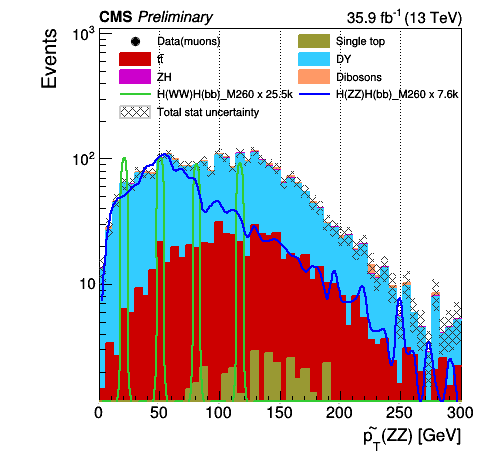 CMS Preliminary 35.9 fb⁻¹ (13 TeV)
Events
Data(muons) Single top
tt̄ DY
ZH Dibosons
H(WW)H(bb)_M260 x 25.5k H(ZZ)H(bb)_M260 x 7.6k
Total stat uncertainty
10³
10²
10
0 50 100 150 200 250 300
p̃_T(ZZ) [GeV]